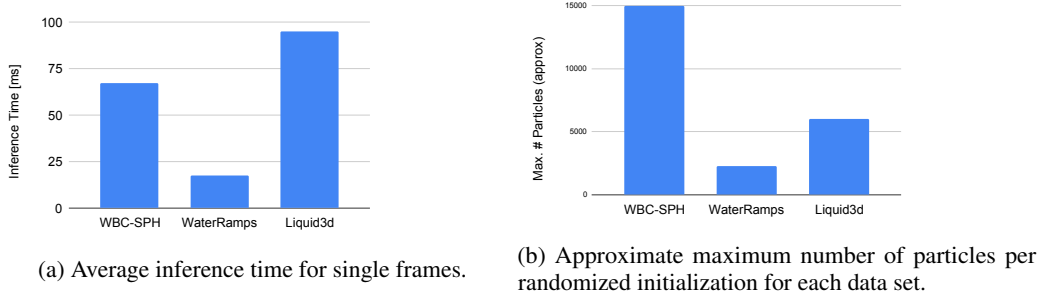 100
75
50
25
0
Inference Time [ms]
WBC-SPH WaterRamps Liquid3d
(a) Average inference time for single frames.
15000
10000
5000
0
Max. # Particles (approx)
WBC-SPH WaterRamps Liquid3d
(b) Approximate maximum number of particles per
randomized initialization for each data set.